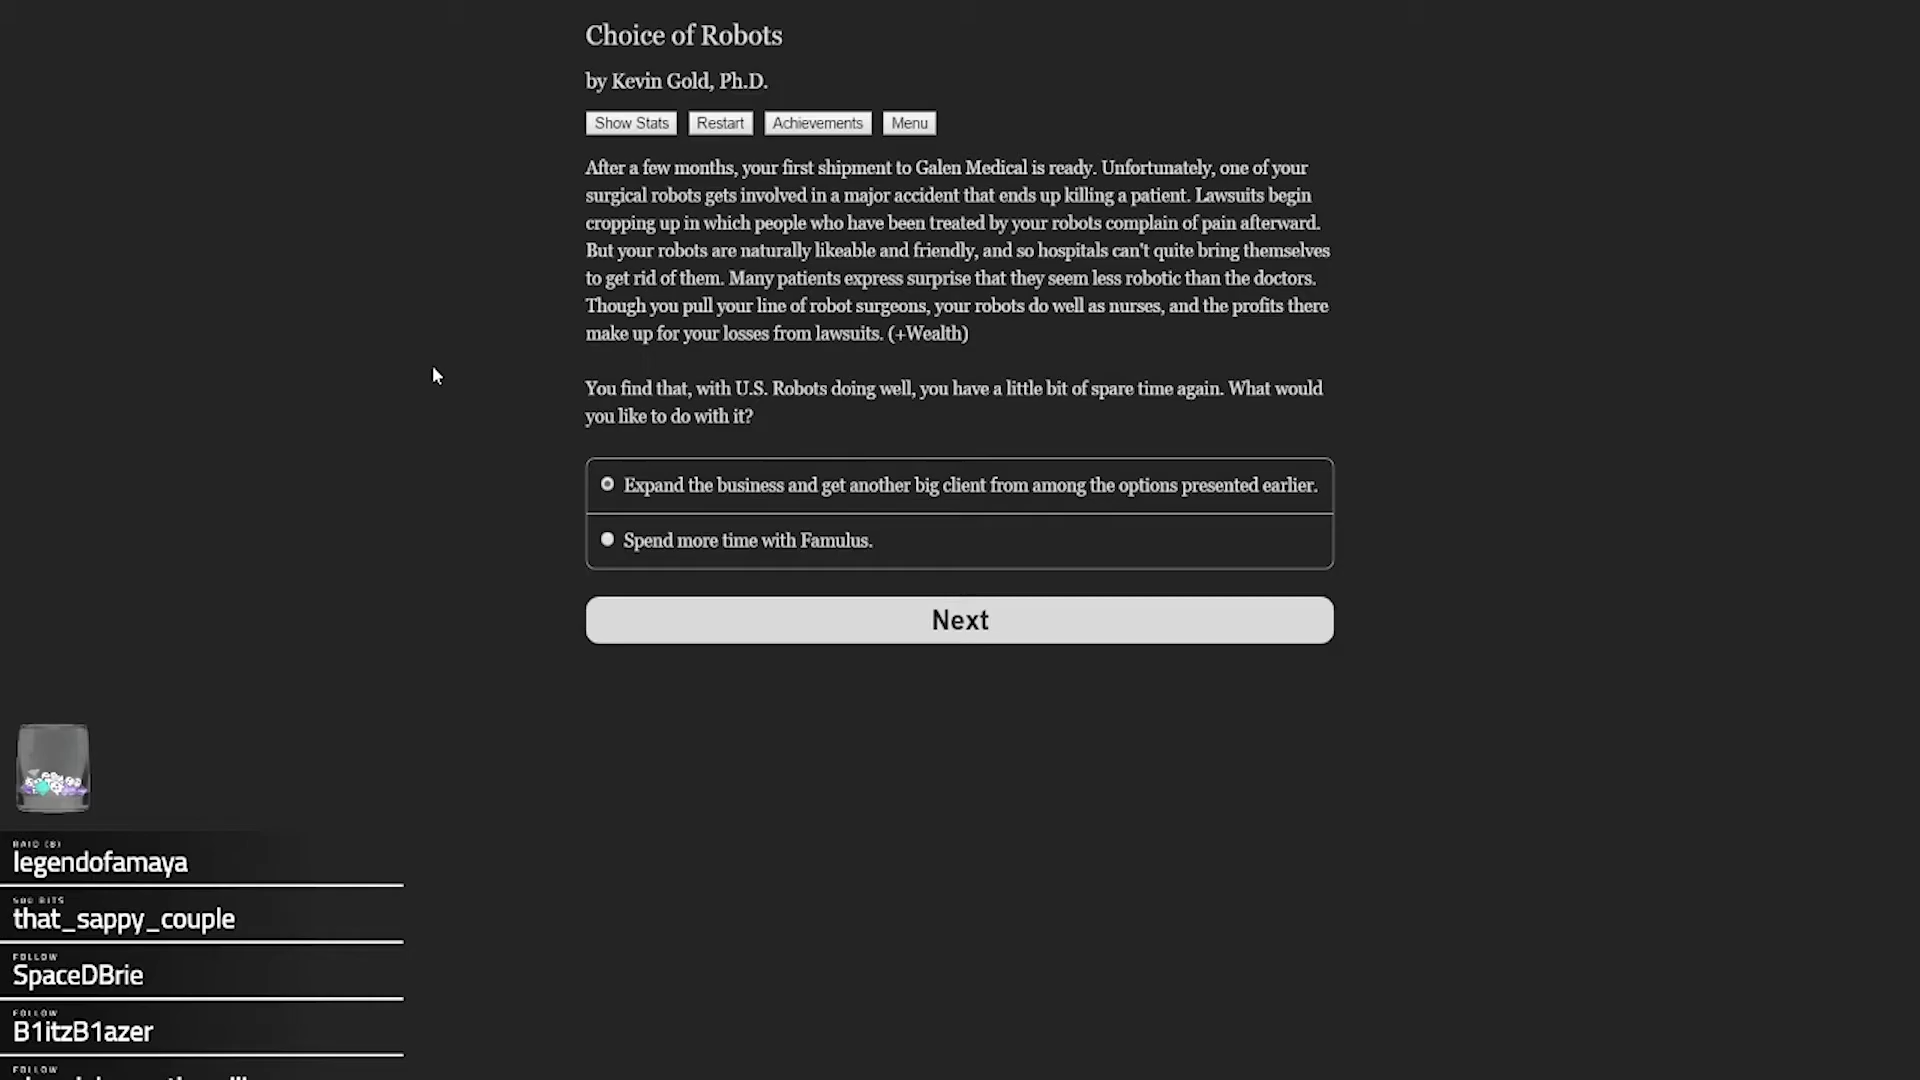 Choice of Robots
by Kevin Gold, Ph.D.
Show Stats Restart Achievements Menu
After a few months, your first shipment to Galen Medical is ready. Unfortunately, one of your
surgical robots gets involved in a major accident that ends up killing a patient. Lawsuits begin
cropping up in which people who have been treated by your robots complain of pain afterward.
But your robots are naturally likeable and friendly, and so hospitals can't quite bring themselves
to get rid of them. Many patients express surprise that they seem less robotic than the doctors.
Though you pull your line of robot surgeons, your robots do well as nurses, and the profits there
make up for your losses from lawsuits. (+Wealth)
You find that, with U.S. Robots doing well, you have a little bit of spare time again. What would
you like to do with it?
Expand the business and get another big client from among the options presented earlier.
Spend more time with Famulus.
Next
RAID (8)
legendofamaya
500 BITS
that_sappy_couple
FOLLOW
SpaceDBrie
FOLLOW
B1itzB1azer
FOLLOW